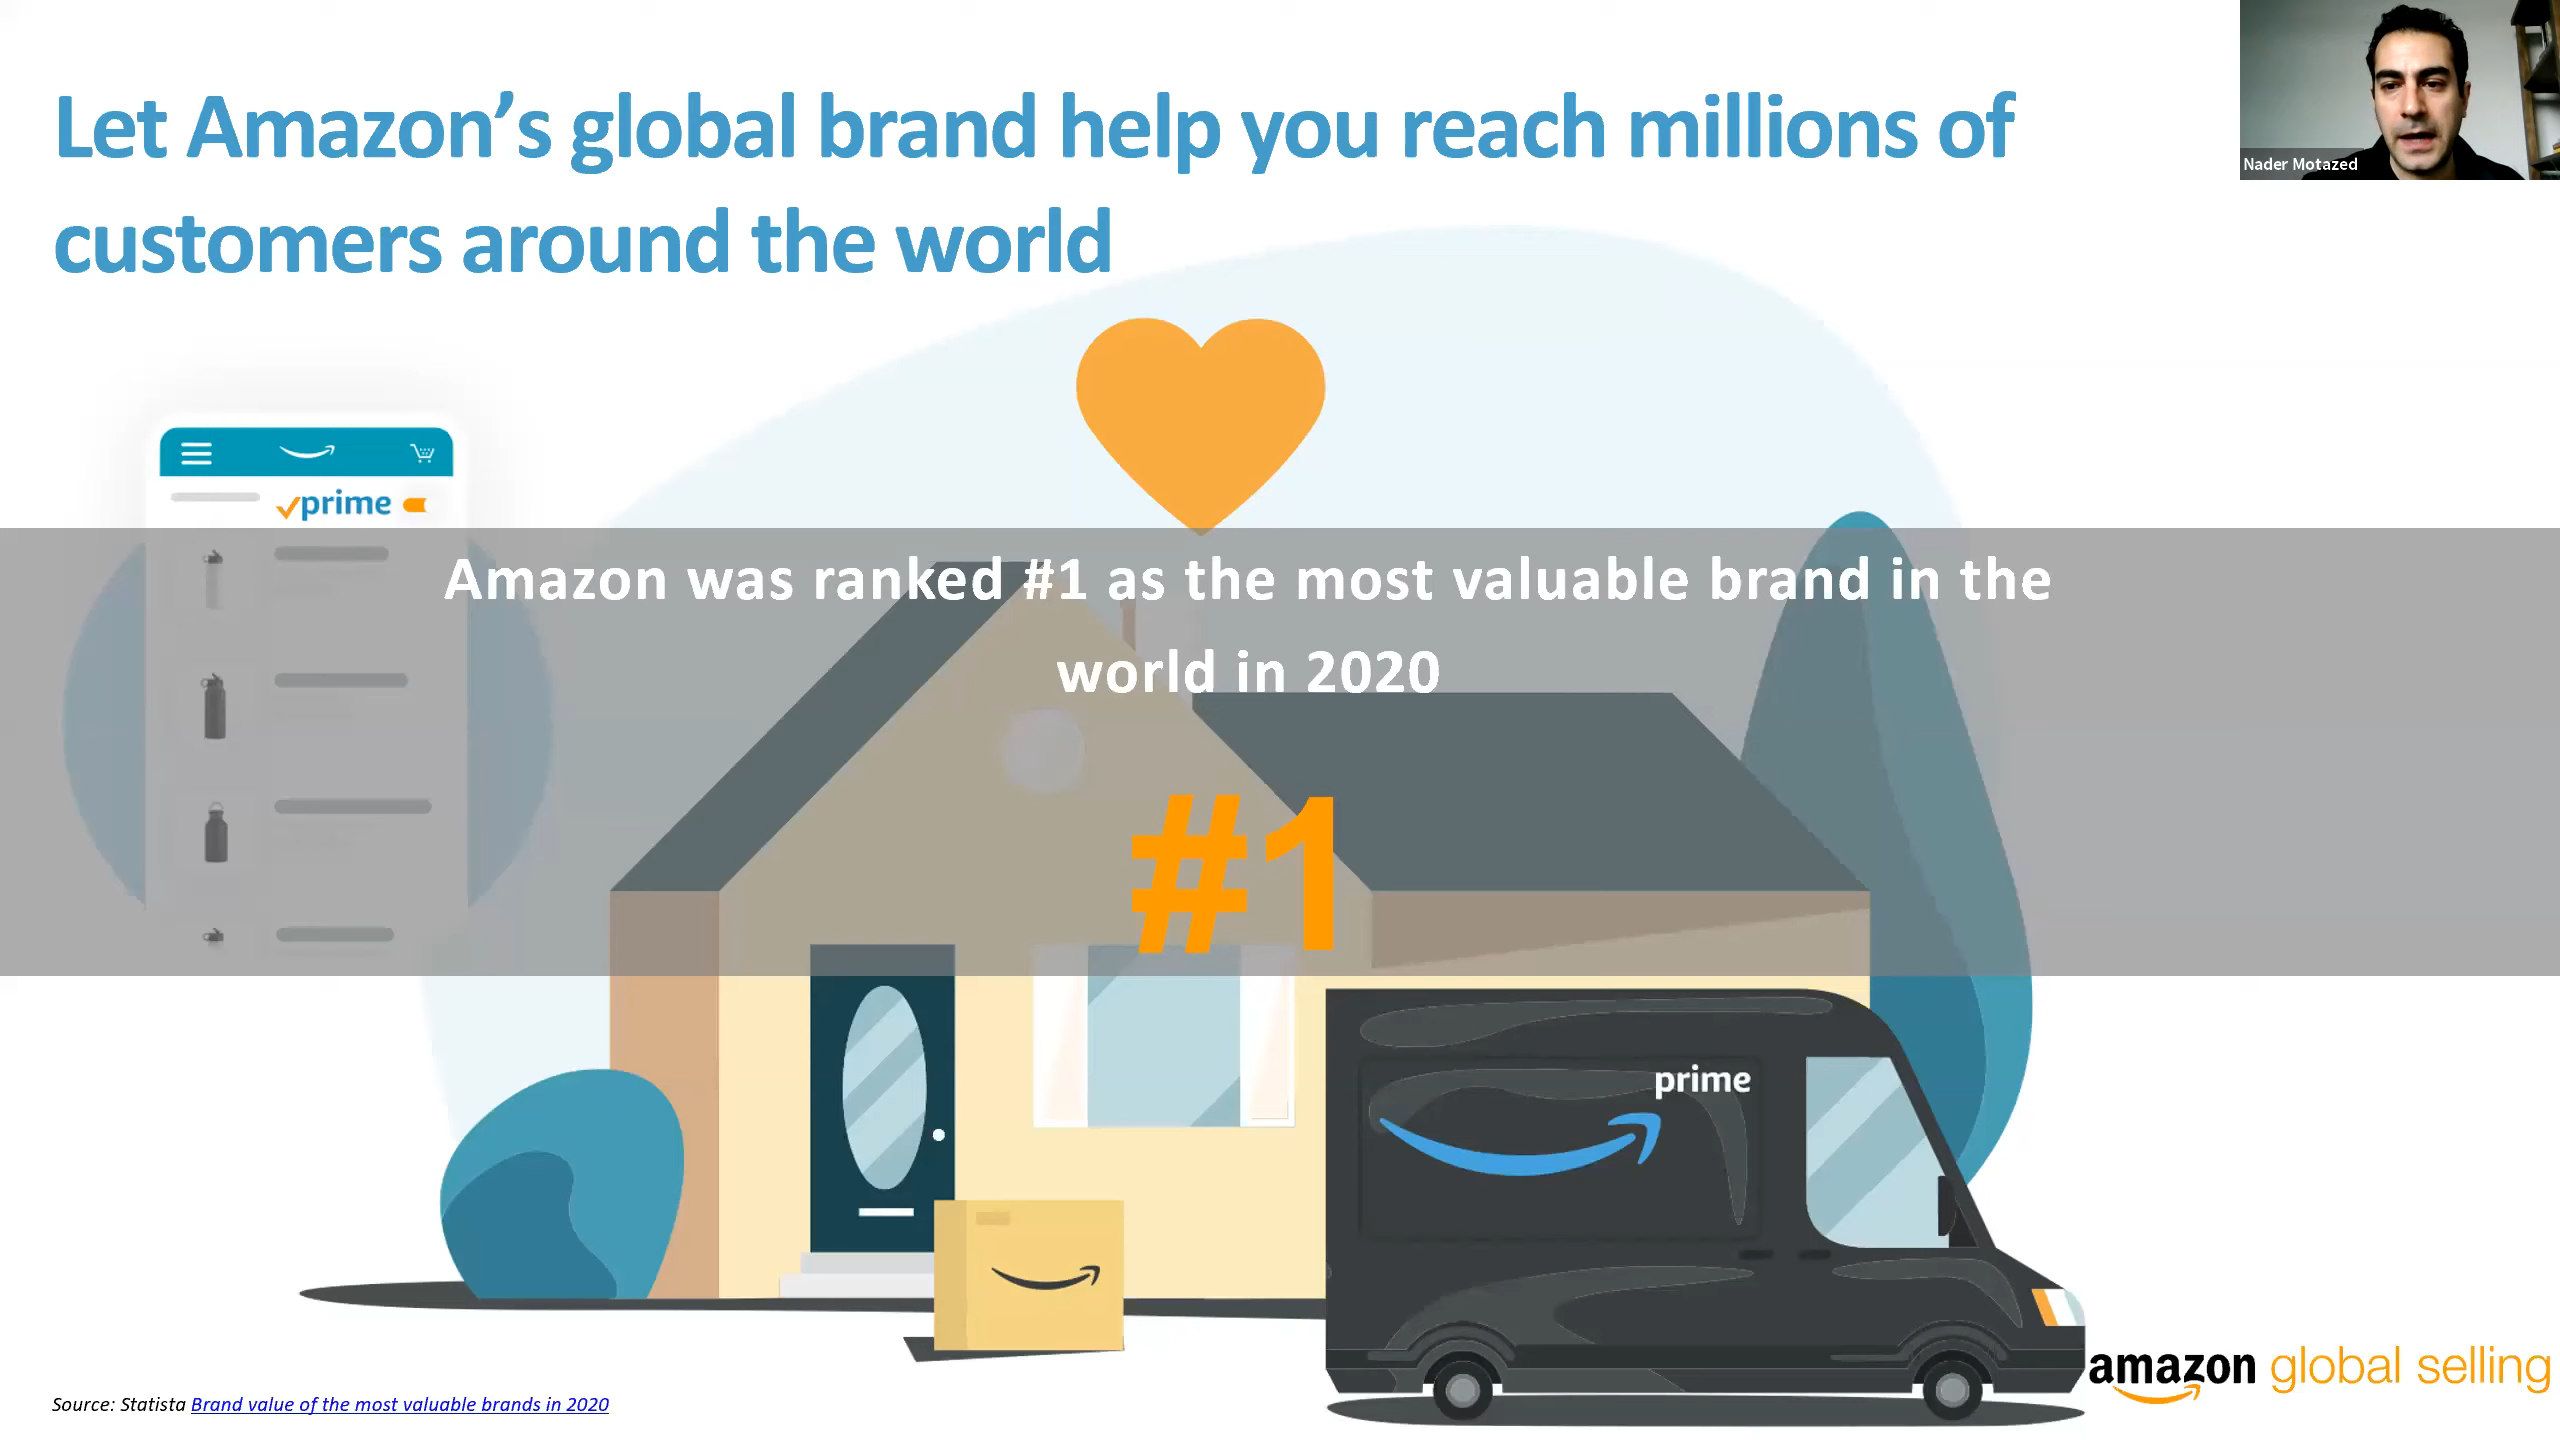 Let Amazon’s global brand help you reach millions of
customers around the world
Nader Motazed
prime
Amazon was ranked #1 as the most valuable brand in the
world in 2020
#1
prime
amazon global selling
Source: Statista Brand value of the most valuable brands in 2020